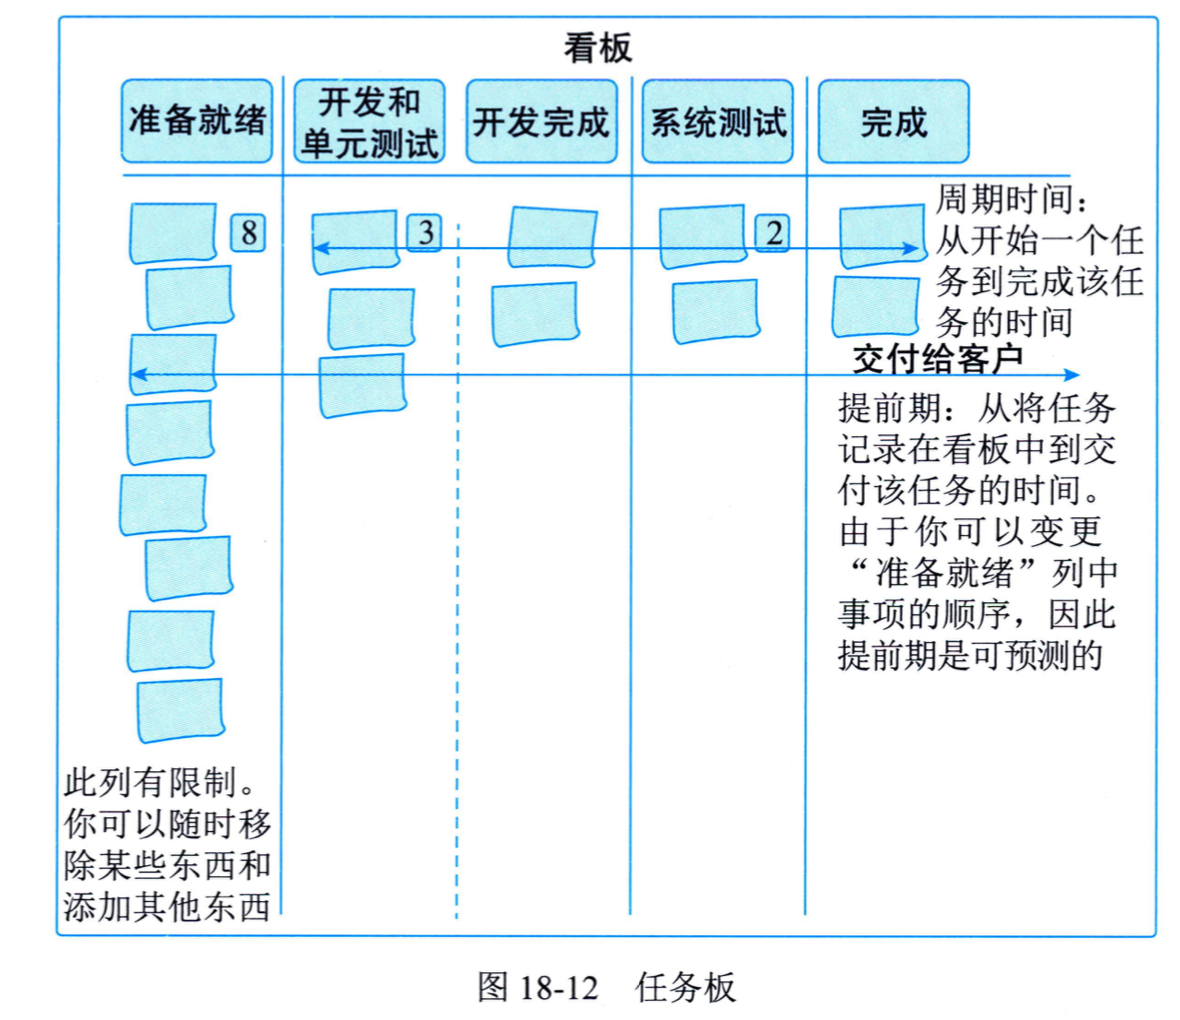 看板
准备就绪
开发和
单元测试
开发完成
系统测试
完成
8
3
2
周期时间：
从开始一个任
务到完成该任
务的时间
交付给客户
提前期：从将任务
记录在看板中到交
付该任务的时间。
由于你可以变更
“准备就绪”列中
事项的顺序，因此
提前期是可预测的
此列有限制。
你可以随时移
除某些东西和
添加其他东西
图 18-12 任务板